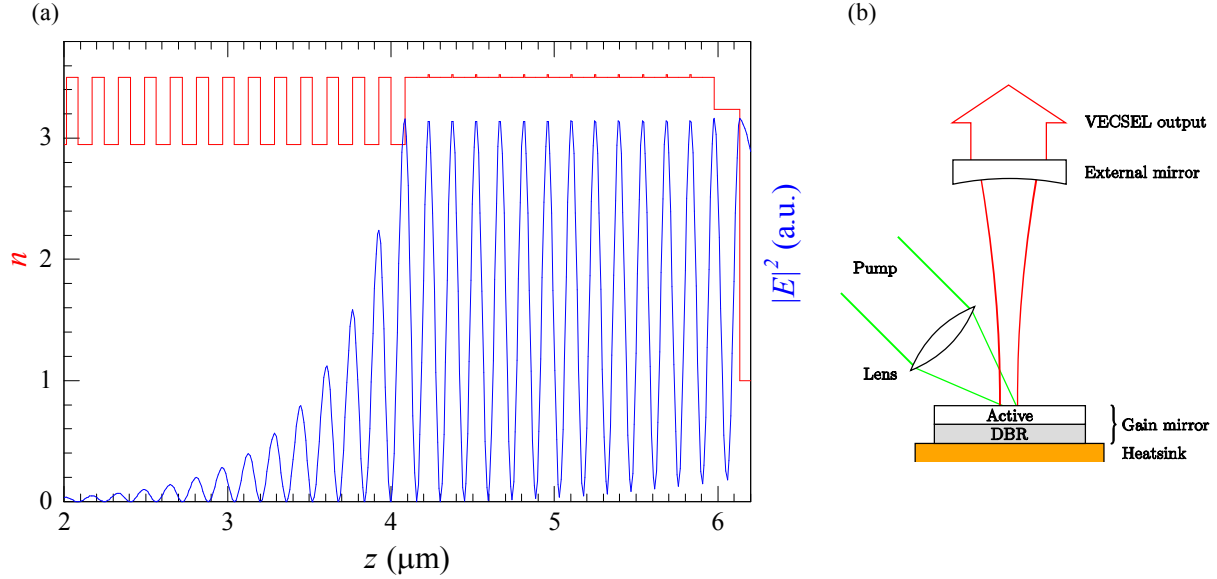 (a)
3
2
1
0
n
2
3
4
5
6
z (μm)
|E|² (a.u.)
(b)
VECSEL output
External mirror
Pump
Lens
Active
DBR
Gain mirror
Heatsink